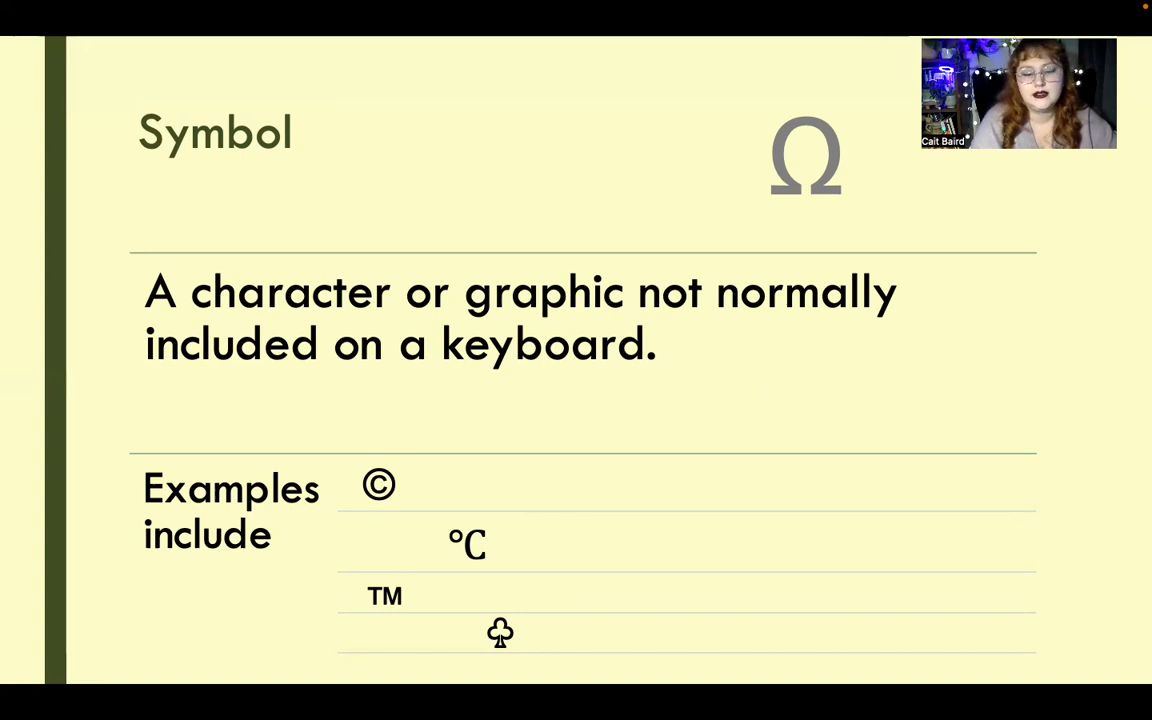 Symbol
Ω
Cait Baird
A character or graphic not normally
included on a keyboard.
Examples
include
©
℃
™
♧